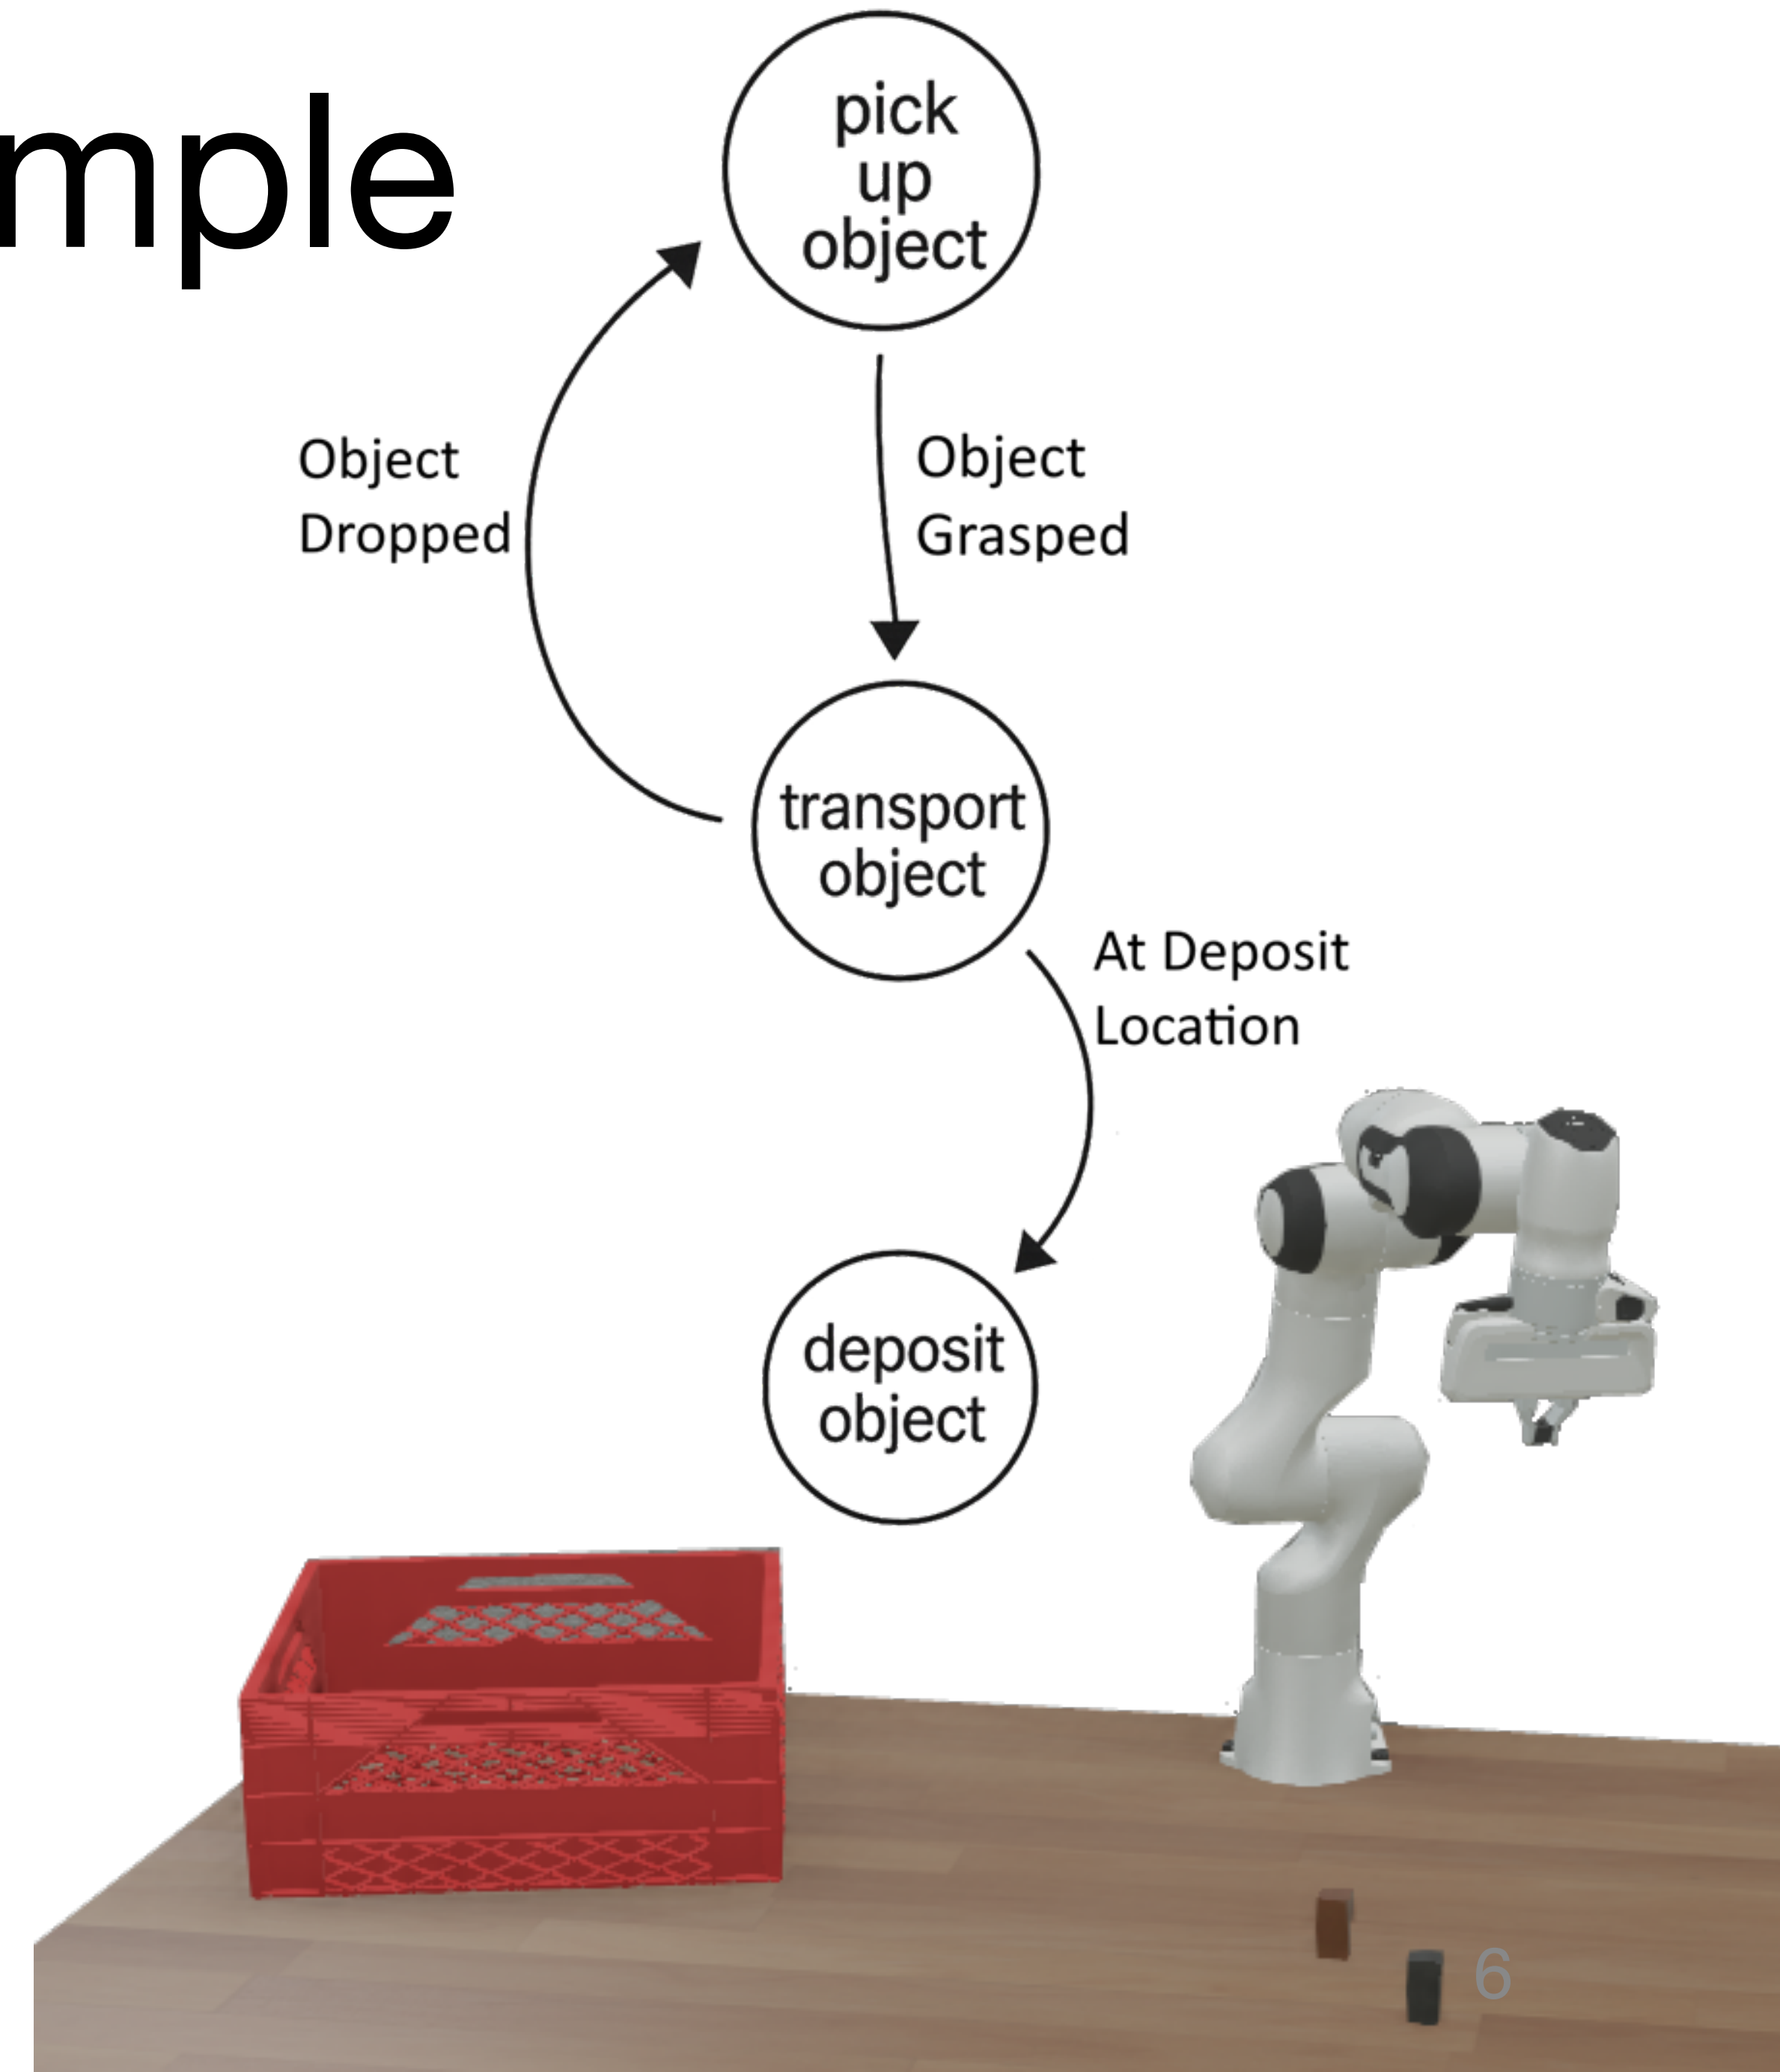 mple
pick
up
object
Object
Dropped
Object
Grasped
transport
object
At Deposit
Location
deposit
object
6